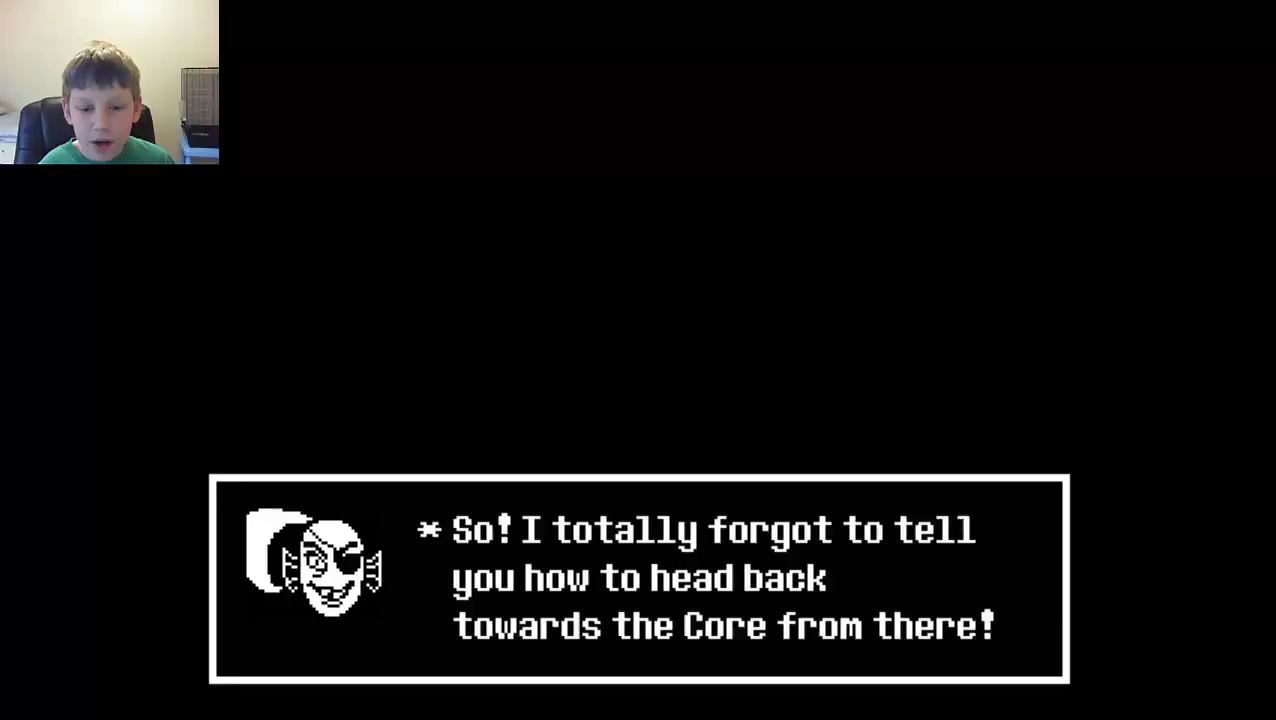 * So! I totally forgot to tell
you how to head back
towards the Core from there!